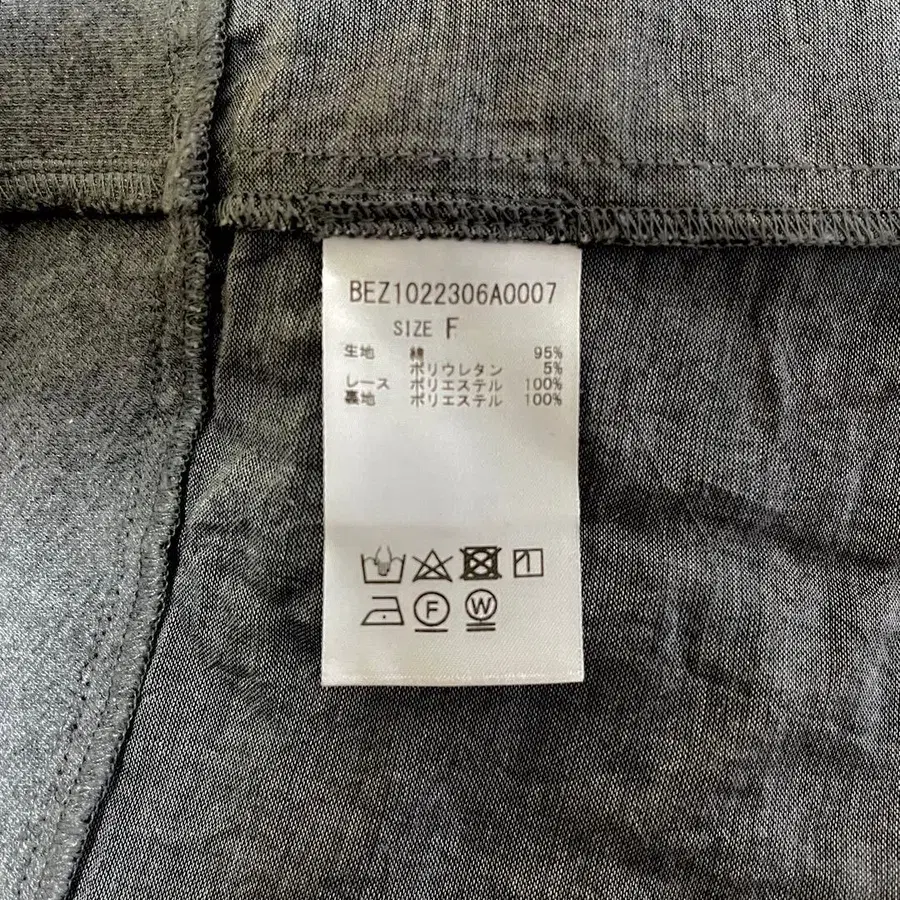 BEZ1022306A0007
SIZE F
生地 綿 95%
ポリウレタン 5%
レース ポリエステル 100%
裏地 ポリエステル 100%
F W